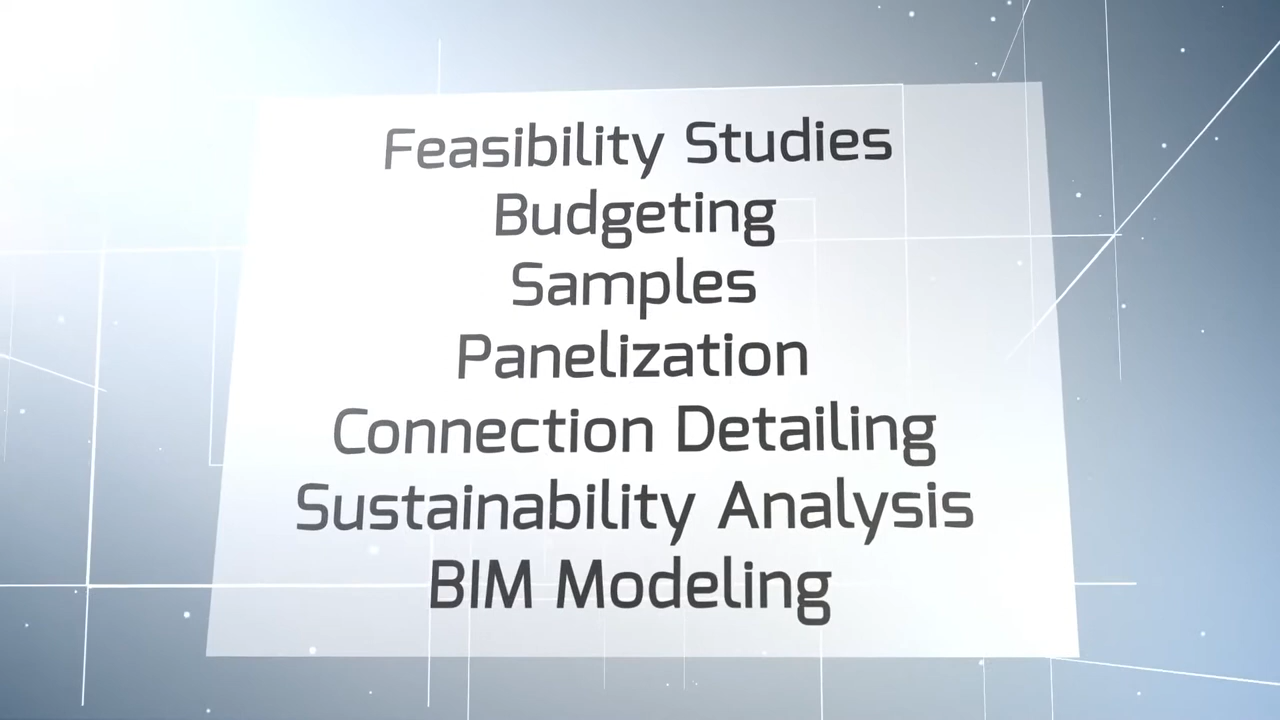 Feasibility Studies
Budgeting
Samples
Panelization
Connection Detailing
Sustainability Analysis
BIM Modeling